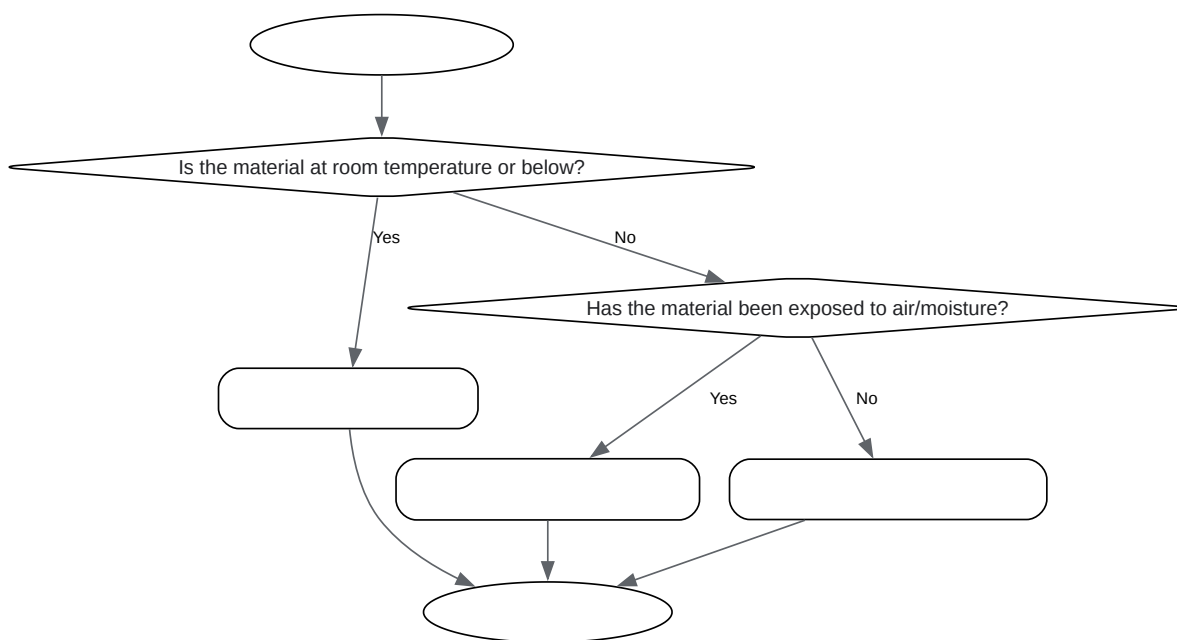 Is the material at room temperature or below?
Yes
No
Has the material been exposed to air/moisture?
Yes
No